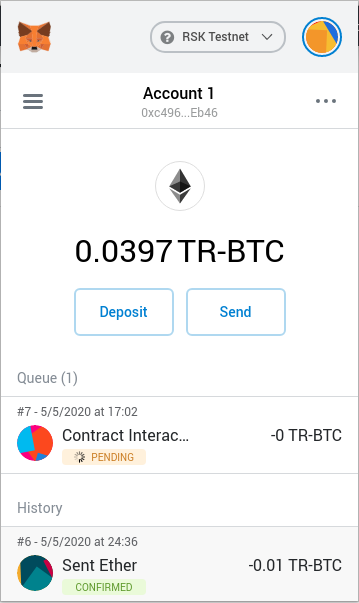 RSK Testnet
Account 1
0xc496...Eb46
0.0397 TR-BTC
Deposit
Send
Queue (1)
#7 - 5/5/2020 at 17:02
Contract Interac... -0 TR-BTC
PENDING
History
#6 - 5/5/2020 at 24:36
Sent Ether -0.01 TR-BTC
CONFIRMED